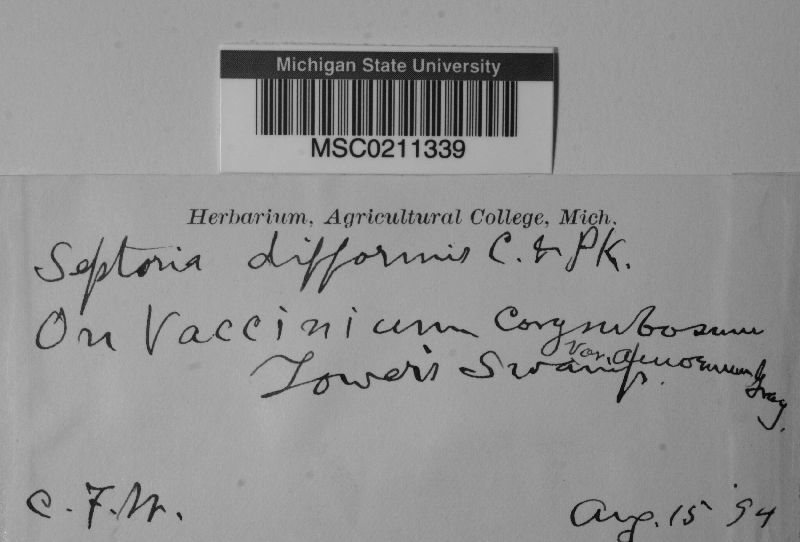 Michigan State University
MSC0211339
Herbarium, Agricultural College, Mich.
Septoria difformis C. & PK.
On Vaccinium Corymbosum
Var. amoenum Gray.
Towers Swamp.
C. F. W.
Aug. 15 '94